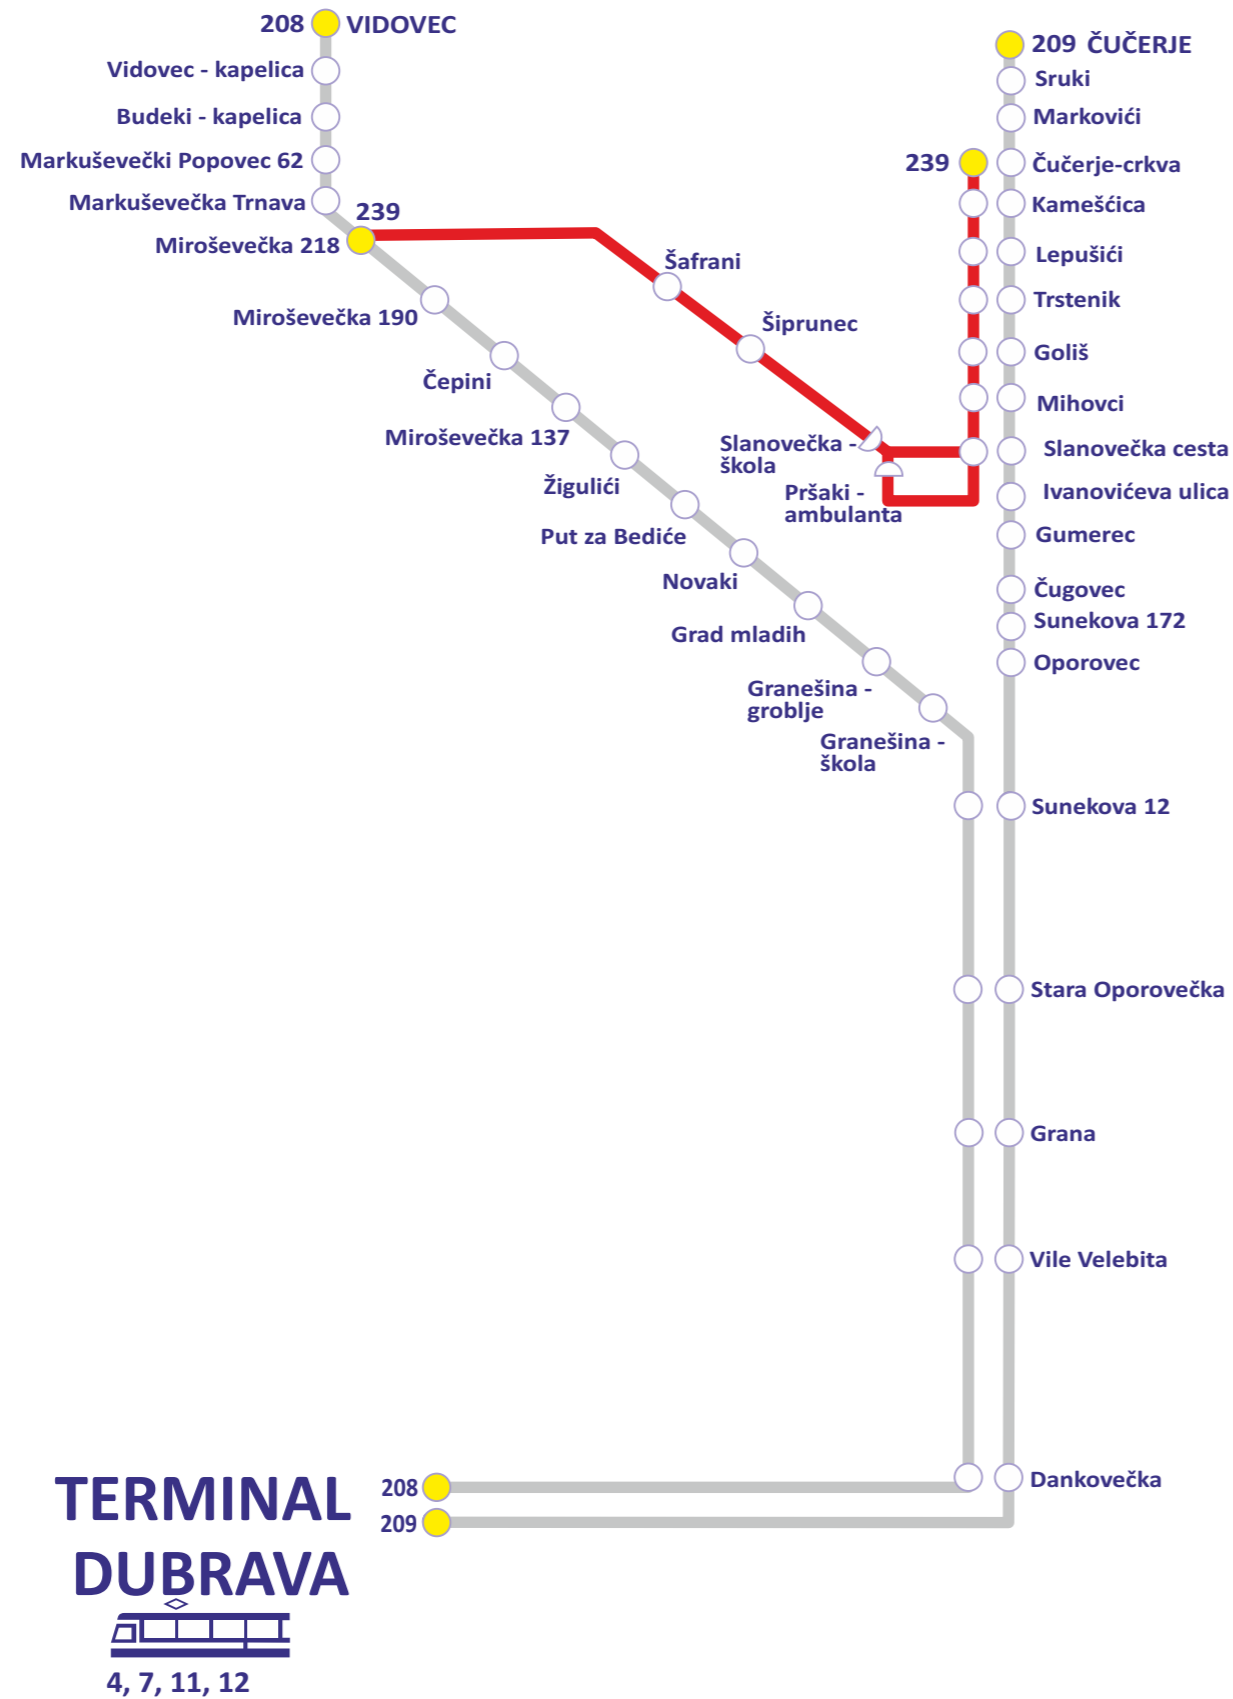 208 VIDOVEC
209 ČUČERJE
Vidovec - kapelica
Sruki
Budeki - kapelica
Markovići
Markuševečki Popovec 62
239
Čučerje-crkva
Markuševečka Trnava
239
Kamešćica
Miroševečka 218
Lepušići
Šafrani
Trstenik
Miroševečka 190
Šiprunec
Goliš
Čepini
Mihovci
Miroševečka 137
Slanovečka -
škola
Slanovečka cesta
Žigulići
Pršaki -
ambulanta
Ivanovićeva ulica
Put za Bediće
Gumerec
Novaki
Čugovec
Sunekova 172
Grad mladih
Oporovec
Granešina -
groblje
Granešina -
škola
Sunekova 12
Stara Oporovečka
Grana
Vile Velebita
Dankovečka
TERMINAL
DUBRAVA
208
209
4, 7, 11, 12